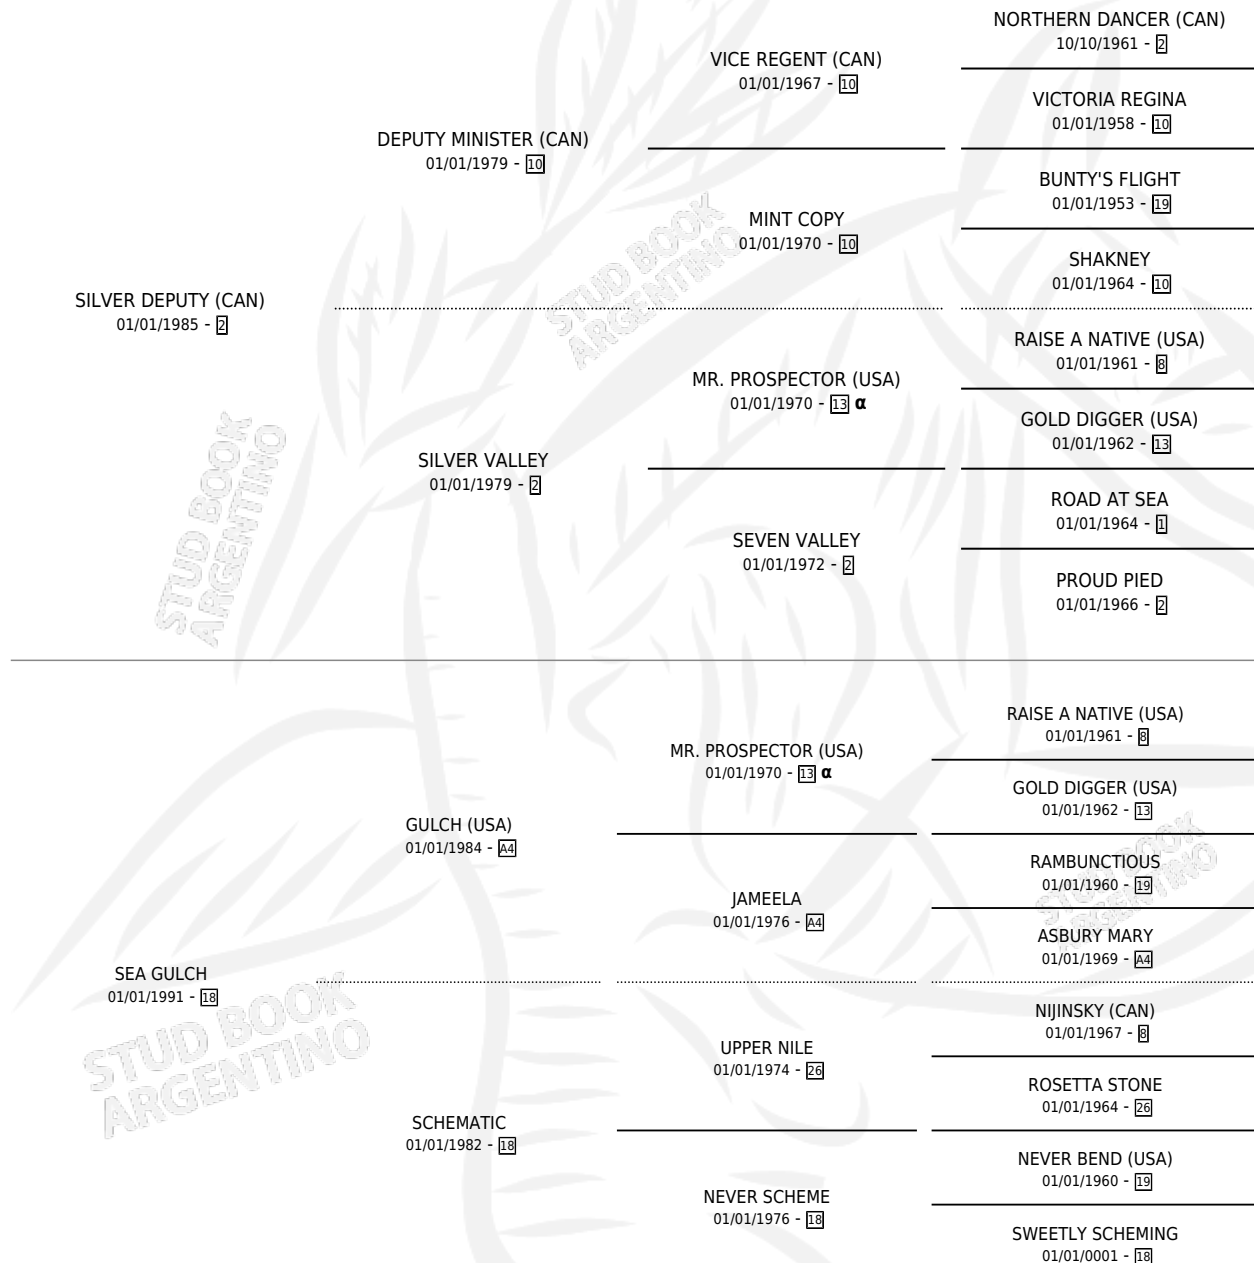 NORTHERN DANCER (CAN)
10/10/1961 - 2
VICE REGENT (CAN)
01/01/1967 - 10
VICTORIA REGINA
01/01/1958 - 10
DEPUTY MINISTER (CAN)
01/01/1979 - 10
BUNTY'S FLIGHT
01/01/1953 - 19
MINT COPY
01/01/1970 - 10
SHAKNEY
01/01/1964 - 10
SILVER DEPUTY (CAN)
01/01/1985 - 2
RAISE A NATIVE (USA)
01/01/1961 - 8
MR. PROSPECTOR (USA)
01/01/1970 - 13 α
GOLD DIGGER (USA)
01/01/1962 - 13
SILVER VALLEY
01/01/1979 - 2
ROAD AT SEA
01/01/1964 - 1
SEVEN VALLEY
01/01/1972 - 2
PROUD PIED
01/01/1966 - 2
RAISE A NATIVE (USA)
01/01/1961 - 8
MR. PROSPECTOR (USA)
01/01/1970 - 13 α
GOLD DIGGER (USA)
01/01/1962 - 13
GULCH (USA)
01/01/1984 - A4
RAMBUNCTIOUS
01/01/1960 - 19
JAMEELA
01/01/1976 - A4
ASBURY MARY
01/01/1969 - A4
SEA GULCH
01/01/1991 - 18
NIJINSKY (CAN)
01/01/1967 - 8
UPPER NILE
01/01/1974 - 26
ROSETTA STONE
01/01/1964 - 26
SCHEMATIC
01/01/1982 - 18
NEVER BEND (USA)
01/01/1960 - 19
NEVER SCHEME
01/01/1976 - 18
SWEETLY SCHEMING
01/01/0001 - 18
STUD BOOK
ARGENTINO
STUD BOOK
ARGENTINO
STUD BOOK
ARGENTINO
STUD BOOK
ARGENTINO